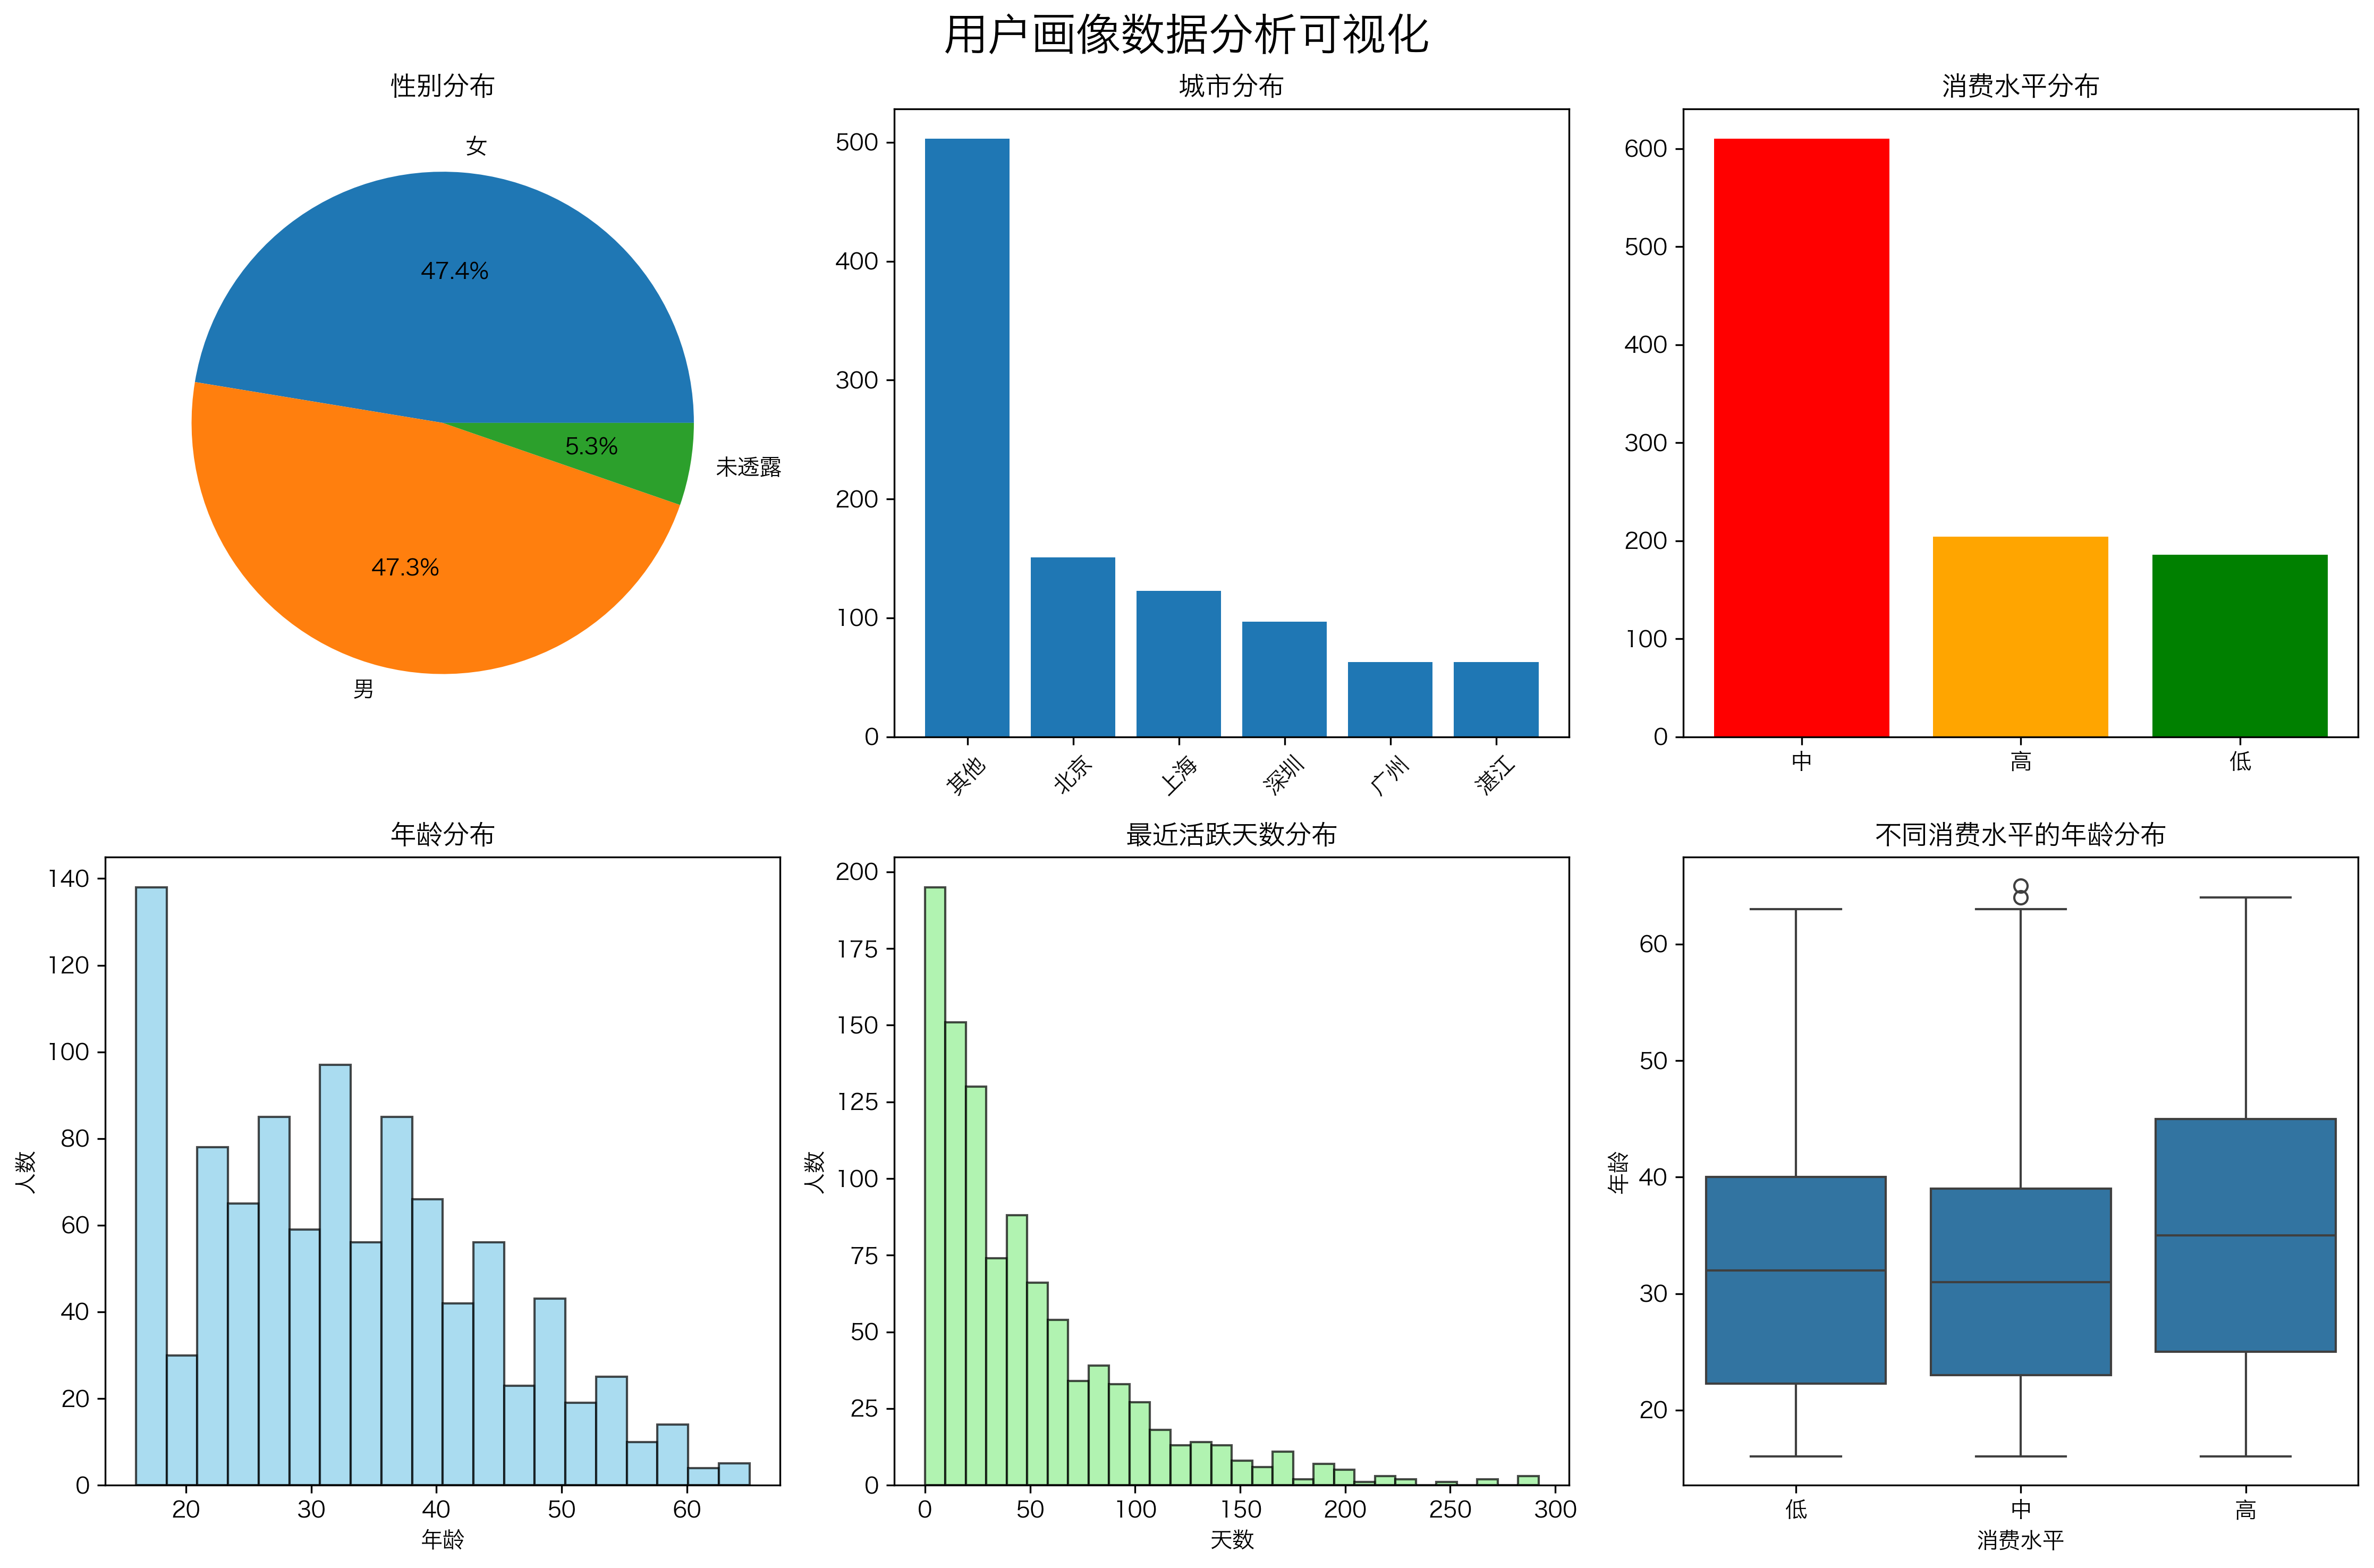 用户画像数据分析可视化
性别分布
女
47.4%
5.3%
未透露
47.3%
男
城市分布
500
400
300
200
100
0
其他
北京
上海
深圳
广州
湛江
消费水平分布
600
500
400
300
200
100
0
中
高
低
年龄分布
人数
140
120
100
80
60
40
20
0
20
30
40
50
60
年龄
最近活跃天数分布
人数
200
175
150
125
100
75
50
25
0
0
50
100
150
200
250
300
天数
不同消费水平的年龄分布
年龄
60
50
40
30
20
低
中
高
消费水平